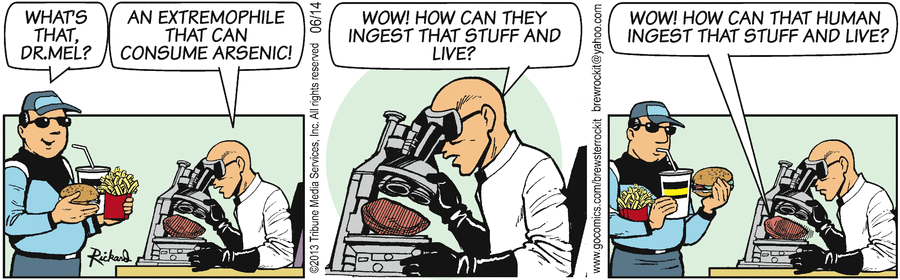 WHAT'S
THAT,
DR.MEL?
AN EXTREMOPHILE
THAT CAN
CONSUME ARSENIC!
Rickard
©2013 Tribune Media Services, Inc. All rights reserved 06/14
WOW! HOW CAN THEY
INGEST THAT STUFF AND
LIVE?
www.gocomics.com/brewsterrockit brewrockit@yahoo.com
WOW! HOW CAN THAT HUMAN
INGEST THAT STUFF AND LIVE?